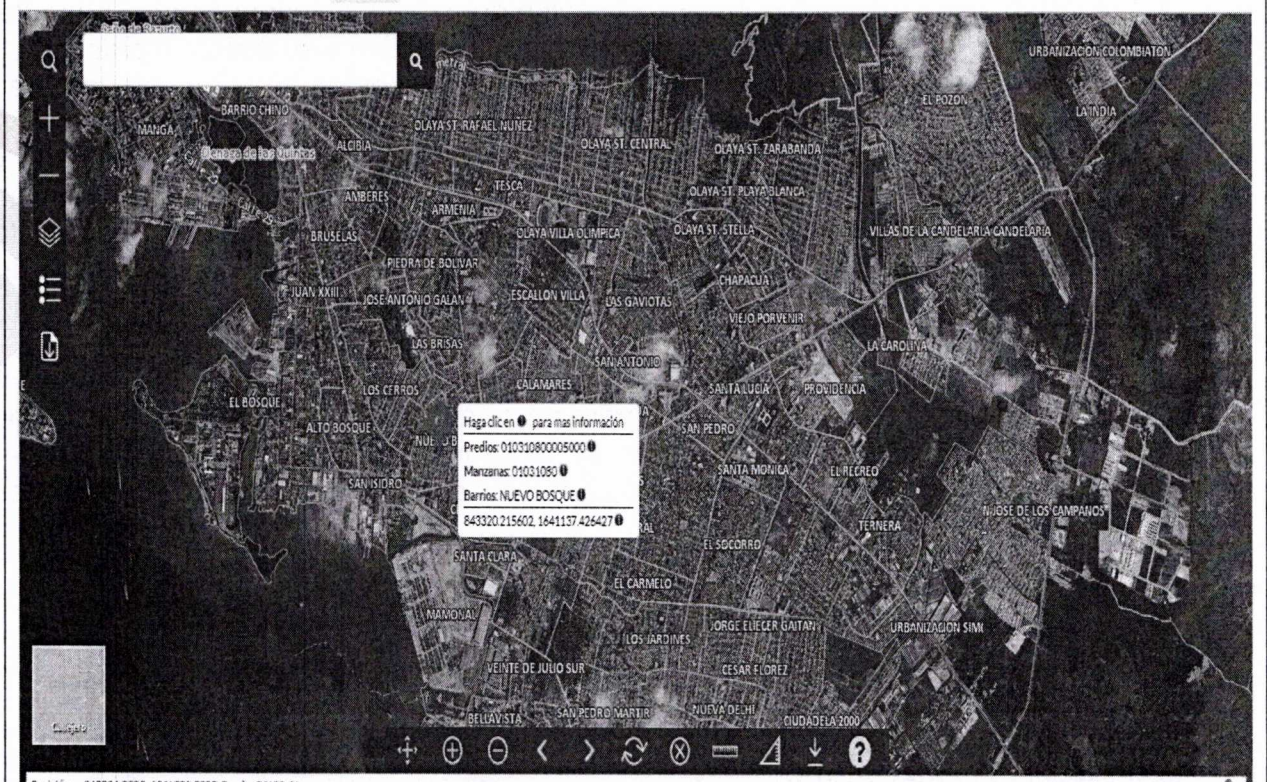 URBANIZACION COLOMBIATON
BARRIO CHINO
EL POZON
LA INDIA
MANGA
OLAYA ST. RAFAEL NUÑEZ
ALCIBIA
OLAYA ST. CENTRAL
OLAYA ST. ZARABANDA
Cienaga de las Quintas
TESCA
AMBERES
OLAYA ST. PLAYA BLANCA
ARMENIA
BRUSELAS
OLAYA VILLA OLIMPICA
OLAYA ST. STELLA
VILLAS DE LA CANDELARIA
CANDELARIA
PIEDRA DE BOLIVAR
CHAPACUA
JUAN XXIII
JOSE ANTONIO GALAN
ESCALLON VILLA
LAS GAVIOTAS
VIEJO PORVENIR
LAS BRISAS
LA CAROLINA
SAN ANTONIO
LOS CERROS
CALAMARES
SANTA LUCIA
PROVIDENCIA
EL BOSQUE
ALTO BOSQUE
SAN PEDRO
Haga clic en para mas información
Predios: 010310800005000
Manzanas: 01031080
Barrios: NUEVO BOSQUE
843320.215602, 1641137.426427
SANTA MONICA
EL RECREO
SAN ISIDRO
N JOSE DE LOS CAMPANOS
TERNERA
EL SOCORRO
SANTA CLARA
EL CARMELO
MAMONAL
JORGE ELIECER GAITAN
URBANIZACION SIMI
LOS JARDINES
VEINTE DE JULIO SUR
CESAR FLOREZ
BELLAVISTA
SAN PEDRO MARTIR
NUEVA DELHI
CIUDADELA 2000